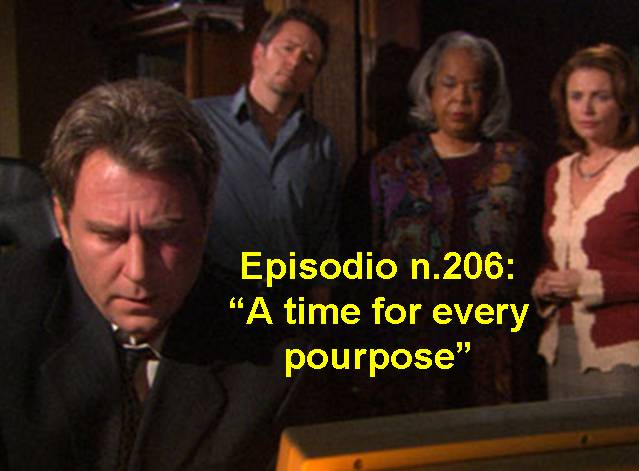 Episodio n.206:
“A time for every
pourpose”